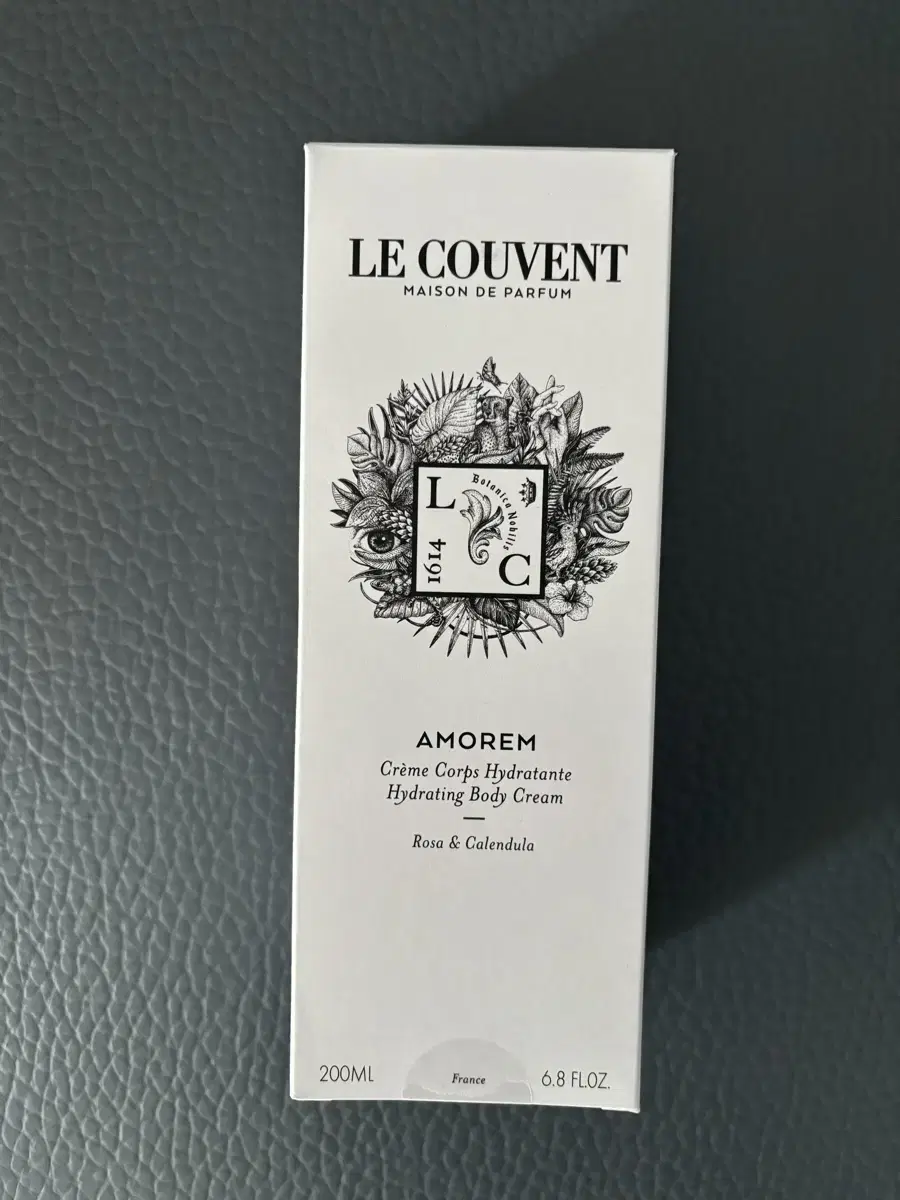 LE COUVENT
MAISON DE PARFUM
L
Botanica Nobilis
1614
C
AMOREM
Crème Corps Hydratante
Hydrating Body Cream
Rosa & Calendula
200ML
France
6.8 FL.OZ.